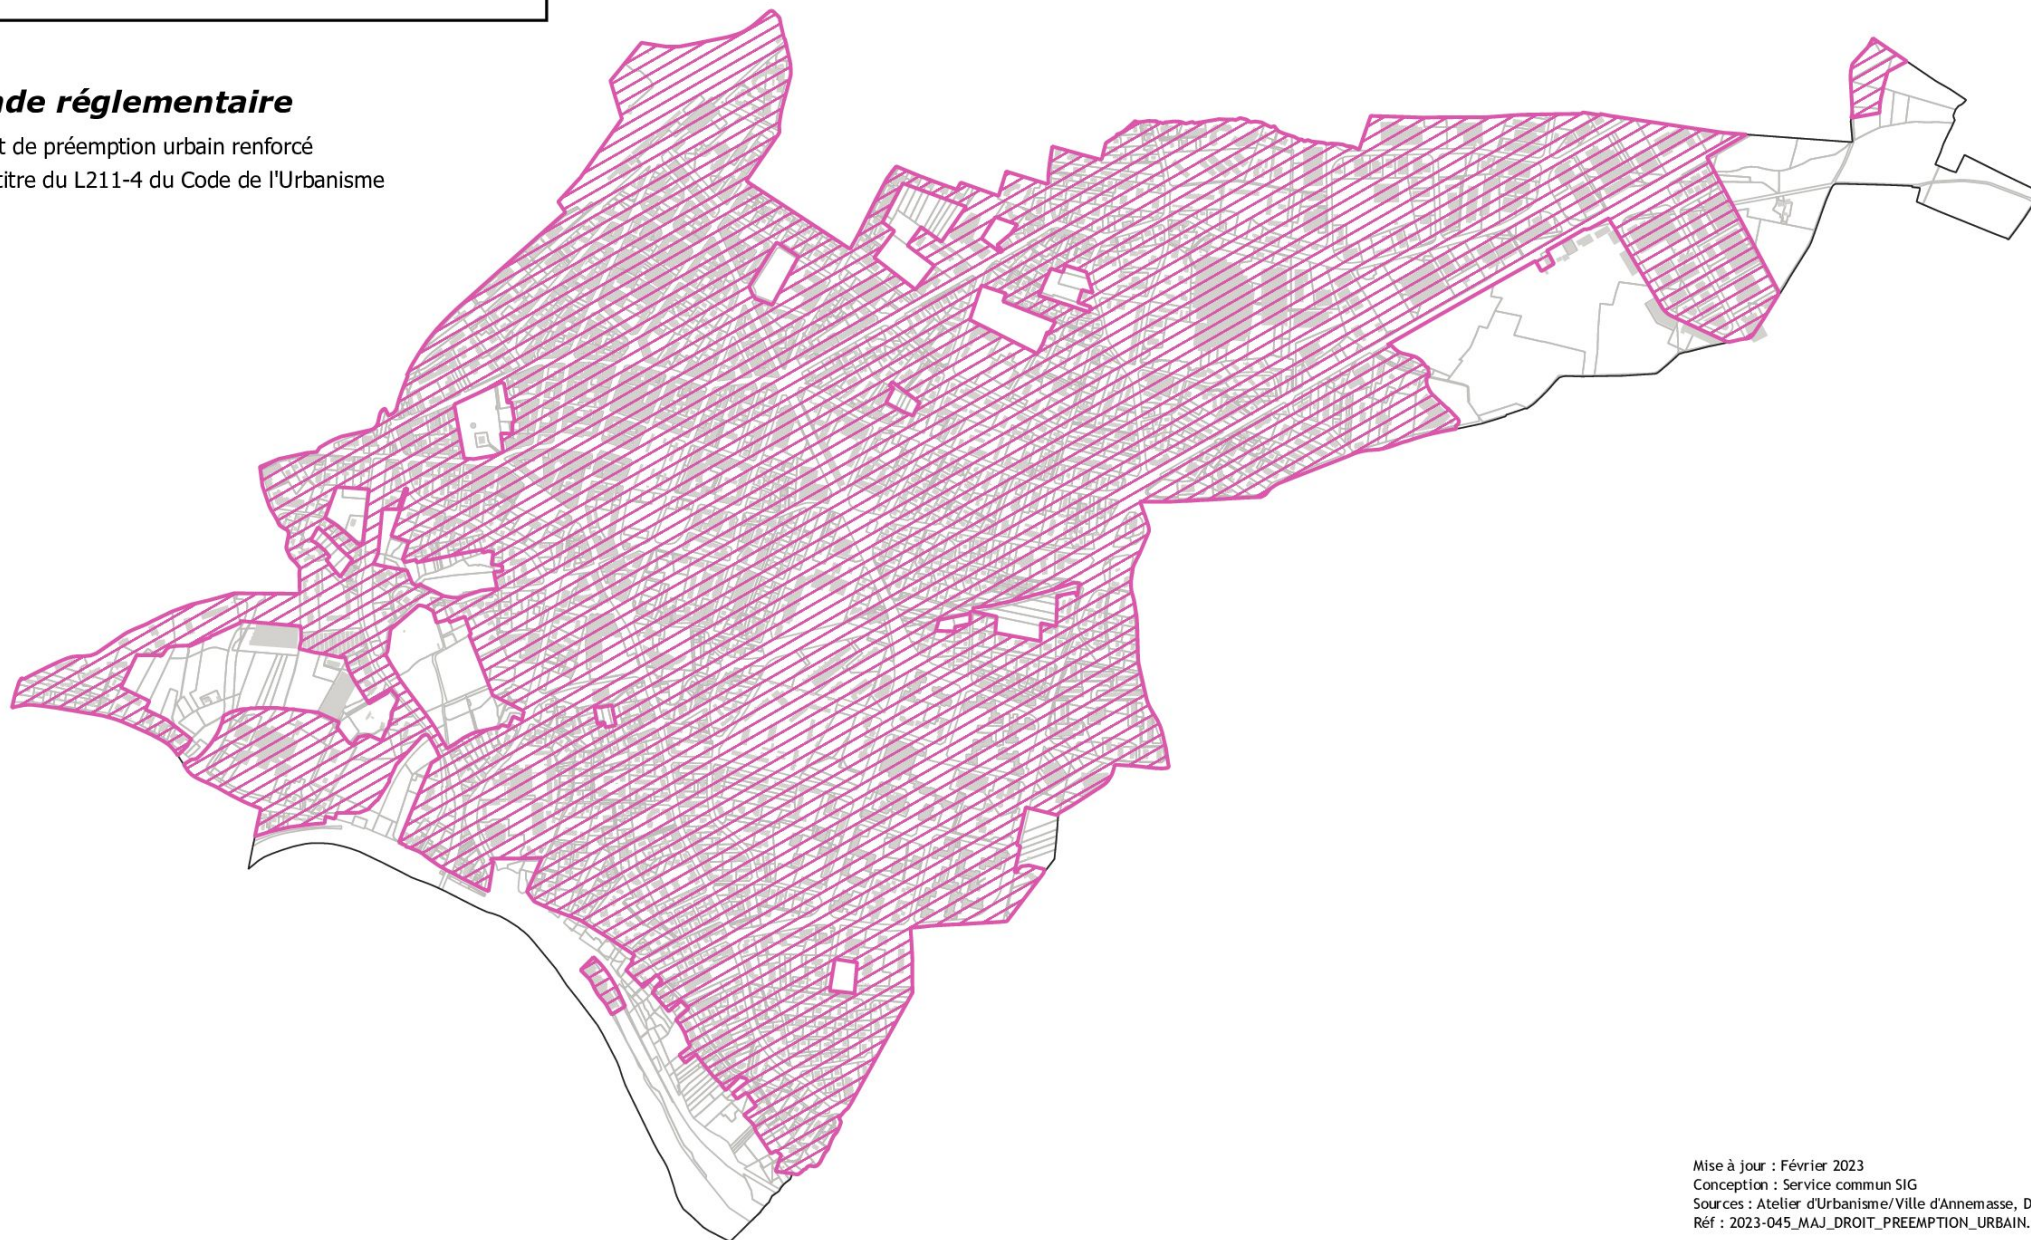 de réglementaire
t de préemption urbain renforcé
titre du L211-4 du Code de l'Urbanisme
Mise à jour : Février 2023
Conception : Service commun SIG
Sources : Atelier d'Urbanisme/Ville d'Annemasse, D
Réf : 2023-045_MAJ_DROIT_PREEMPTION_URBAIN.